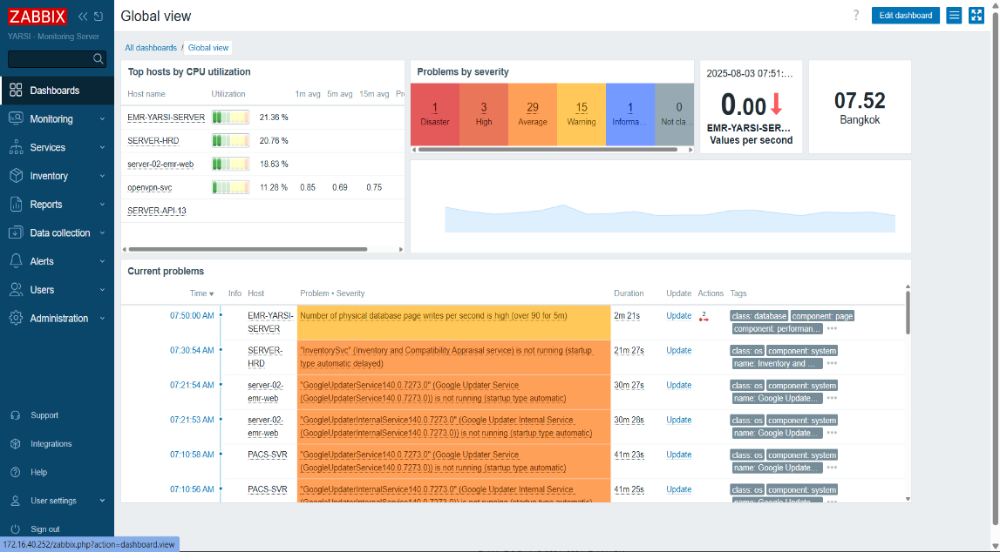 ZABBIX
YARSI - Monitoring Server
Dashboards
Monitoring
Services
Inventory
Reports
Data collection
Alerts
Users
Administration
Support
Integrations
Help
User settings
Sign out
172.16.40.252/zabbix.php?action=dashboard.view
Global view
? Edit dashboard
All dashboards / Global view
Top hosts by CPU utilization
Host name Utilization 1m avg 5m avg 15m avg Pr
EMR-YARSI-SERVER 21.36 %
SERVER-HRD 20.76 %
server-02-emr-web 18.63 %
openvpn-svc 11.28 % 0.85 0.69 0.75
SERVER-API-13
Problems by severity
1 3 29 15 1 0
Disaster High Average Warning Informa... Not cla...
2025-08-03 07:51:...
0.00
EMR-YARSI-SER...
Values per second
07.52
Bangkok
Current problems
Time Info Host Problem • Severity Duration Update Actions Tags
07:50:00 AM EMR-YARSI- Number of physical database page writes per second is high (over 90 for 5m) 2m 21s Update 2 class: database component: page
SERVER component: performan... •••
07:30:54 AM SERVER- "InventorySvc" (Inventory and Compatibility Appraisal service) is not running (startup 21m 27s Update class: os component: system
HRD type automatic delayed) name: Inventory and ... •••
07:21:54 AM server-02- "GoogleUpdaterService140.0.7273.0" (Google Updater Service 30m 27s Update class: os component: system
emr-web (GoogleUpdaterService140.0.7273.0)) is not running (startup type automatic) name: Google Update... •••
07:21:53 AM server-02- "GoogleUpdaterInternalService140.0.7273.0" (Google Updater Internal Service 30m 28s Update class: os component: system
emr-web (GoogleUpdaterInternalService140.0.7273.0)) is not running (startup type automatic) name: Google Update... •••
07:10:58 AM PACS-SVR "GoogleUpdaterService140.0.7273.0" (Google Updater Service 41m 23s Update class: os component: system
(GoogleUpdaterService140.0.7273.0)) is not running (startup type automatic) name: Google Update... •••
07:10:56 AM PACS-SVR "GoogleUpdaterInternalService140.0.7273.0" (Google Updater Internal Service 41m 25s Update class: os component: system
(GoogleUpdaterInternalService140.0.7273.0)) is not running (startup type automatic) name: Google Update... •••